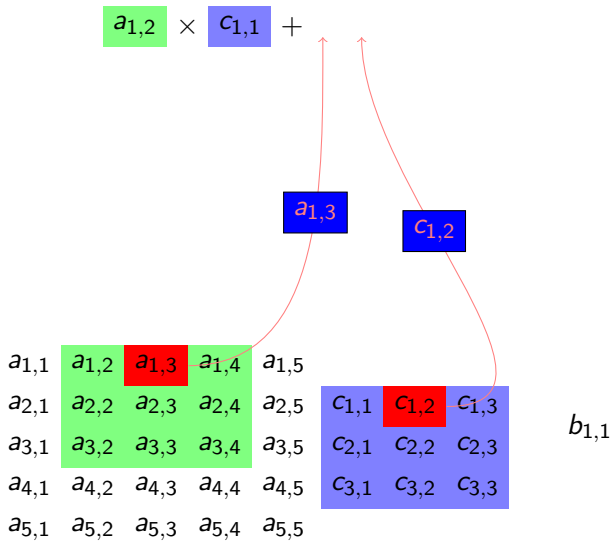 a1,2 × c1,1 +
a1,3
c1,2
a1,1 a1,2 a1,3 a1,4 a1,5
a2,1 a2,2 a2,3 a2,4 a2,5
a3,1 a3,2 a3,3 a3,4 a3,5
a4,1 a4,2 a4,3 a4,4 a4,5
a5,1 a5,2 a5,3 a5,4 a5,5
c1,1 c1,2 c1,3
c2,1 c2,2 c2,3
c3,1 c3,2 c3,3
b1,1